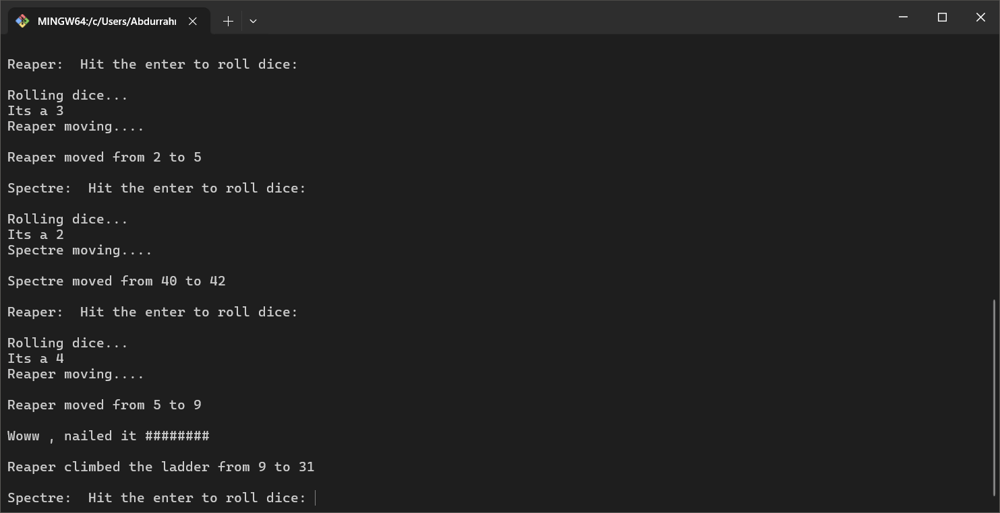 MINGW64:/c/Users/Abdurrahr
Reaper:  Hit the enter to roll dice:
Rolling dice...
Its a 3
Reaper moving....
Reaper moved from 2 to 5
Spectre:  Hit the enter to roll dice:
Rolling dice...
Its a 2
Spectre moving....
Spectre moved from 40 to 42
Reaper:  Hit the enter to roll dice:
Rolling dice...
Its a 4
Reaper moving....
Reaper moved from 5 to 9
Woww , nailed it ########
Reaper climbed the ladder from 9 to 31
Spectre:  Hit the enter to roll dice: